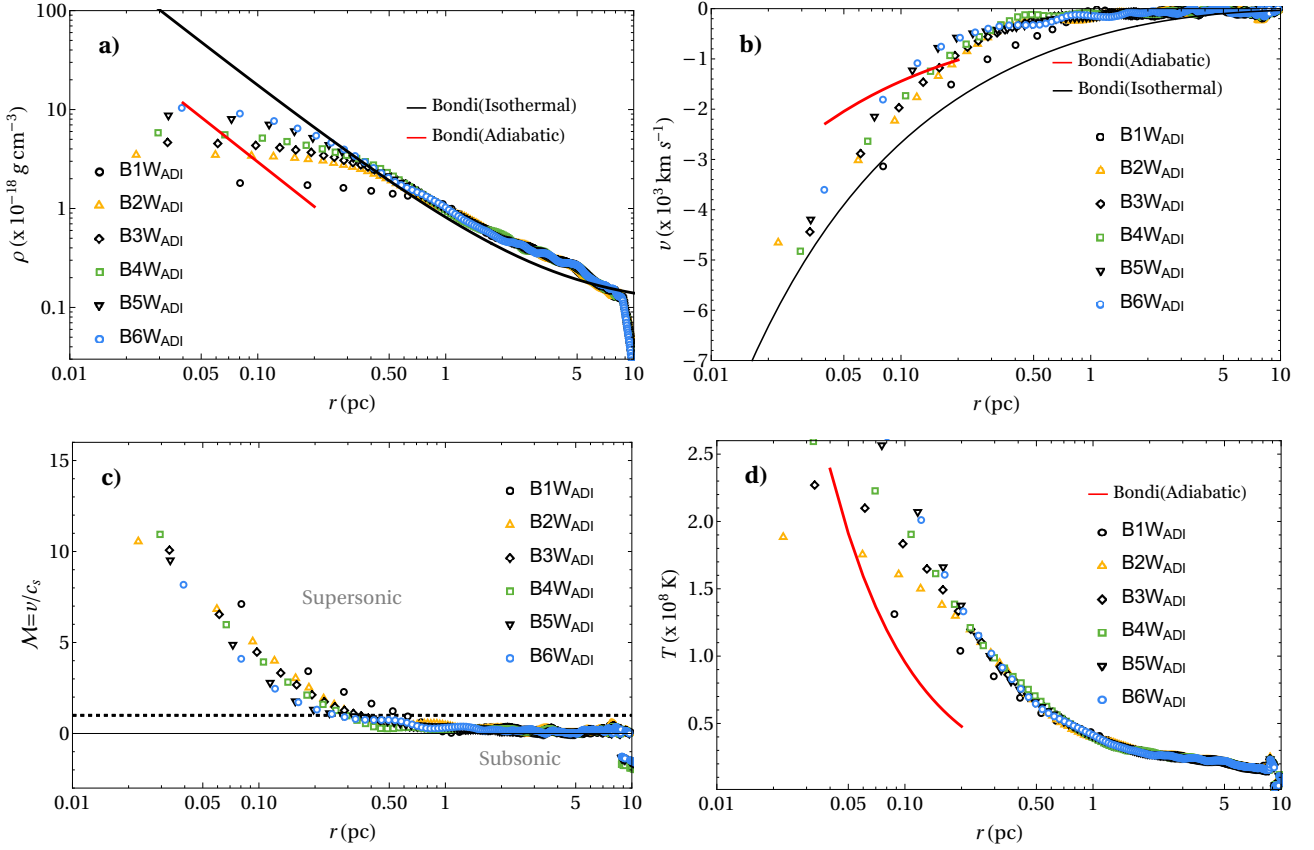 a)
100
10
1
0.1
ρ (x 10⁻¹⁸ g cm⁻³)
Bondi(Isothermal)
Bondi(Adiabatic)
B1W_ADI
B2W_ADI
B3W_ADI
B4W_ADI
B5W_ADI
B6W_ADI
0.01 0.05 0.10 0.50 1 5 10
r (pc)
b)
0
−1
−2
−3
−4
−5
−6
−7
v (x 10³ km s⁻¹)
Bondi(Adiabatic)
Bondi(Isothermal)
B1W_ADI
B2W_ADI
B3W_ADI
B4W_ADI
B5W_ADI
B6W_ADI
0.01 0.05 0.10 0.50 1 5 10
r (pc)
c)
15
10
5
0
ℳ=v/c_s
B1W_ADI
B2W_ADI
B3W_ADI
B4W_ADI
B5W_ADI
B6W_ADI
Supersonic
Subsonic
0.01 0.05 0.10 0.50 1 5 10
r (pc)
d)
2.5
2.0
1.5
1.0
0.5
T (x 10⁸ K)
Bondi(Adiabatic)
B1W_ADI
B2W_ADI
B3W_ADI
B4W_ADI
B5W_ADI
B6W_ADI
0.01 0.05 0.10 0.50 1 5 10
r (pc)